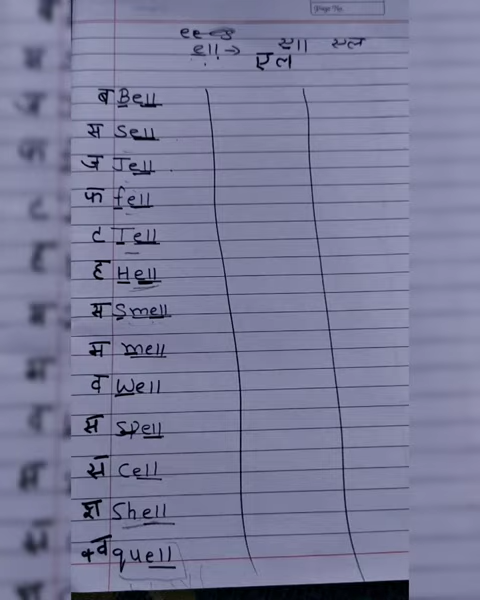 ell → एल
ब Bell
स Sell
ज Jell
फ fell
ट Tell
ह Hell
स Smell
म mell
व Well
स Spell
स Cell
श Shell
क्व quell